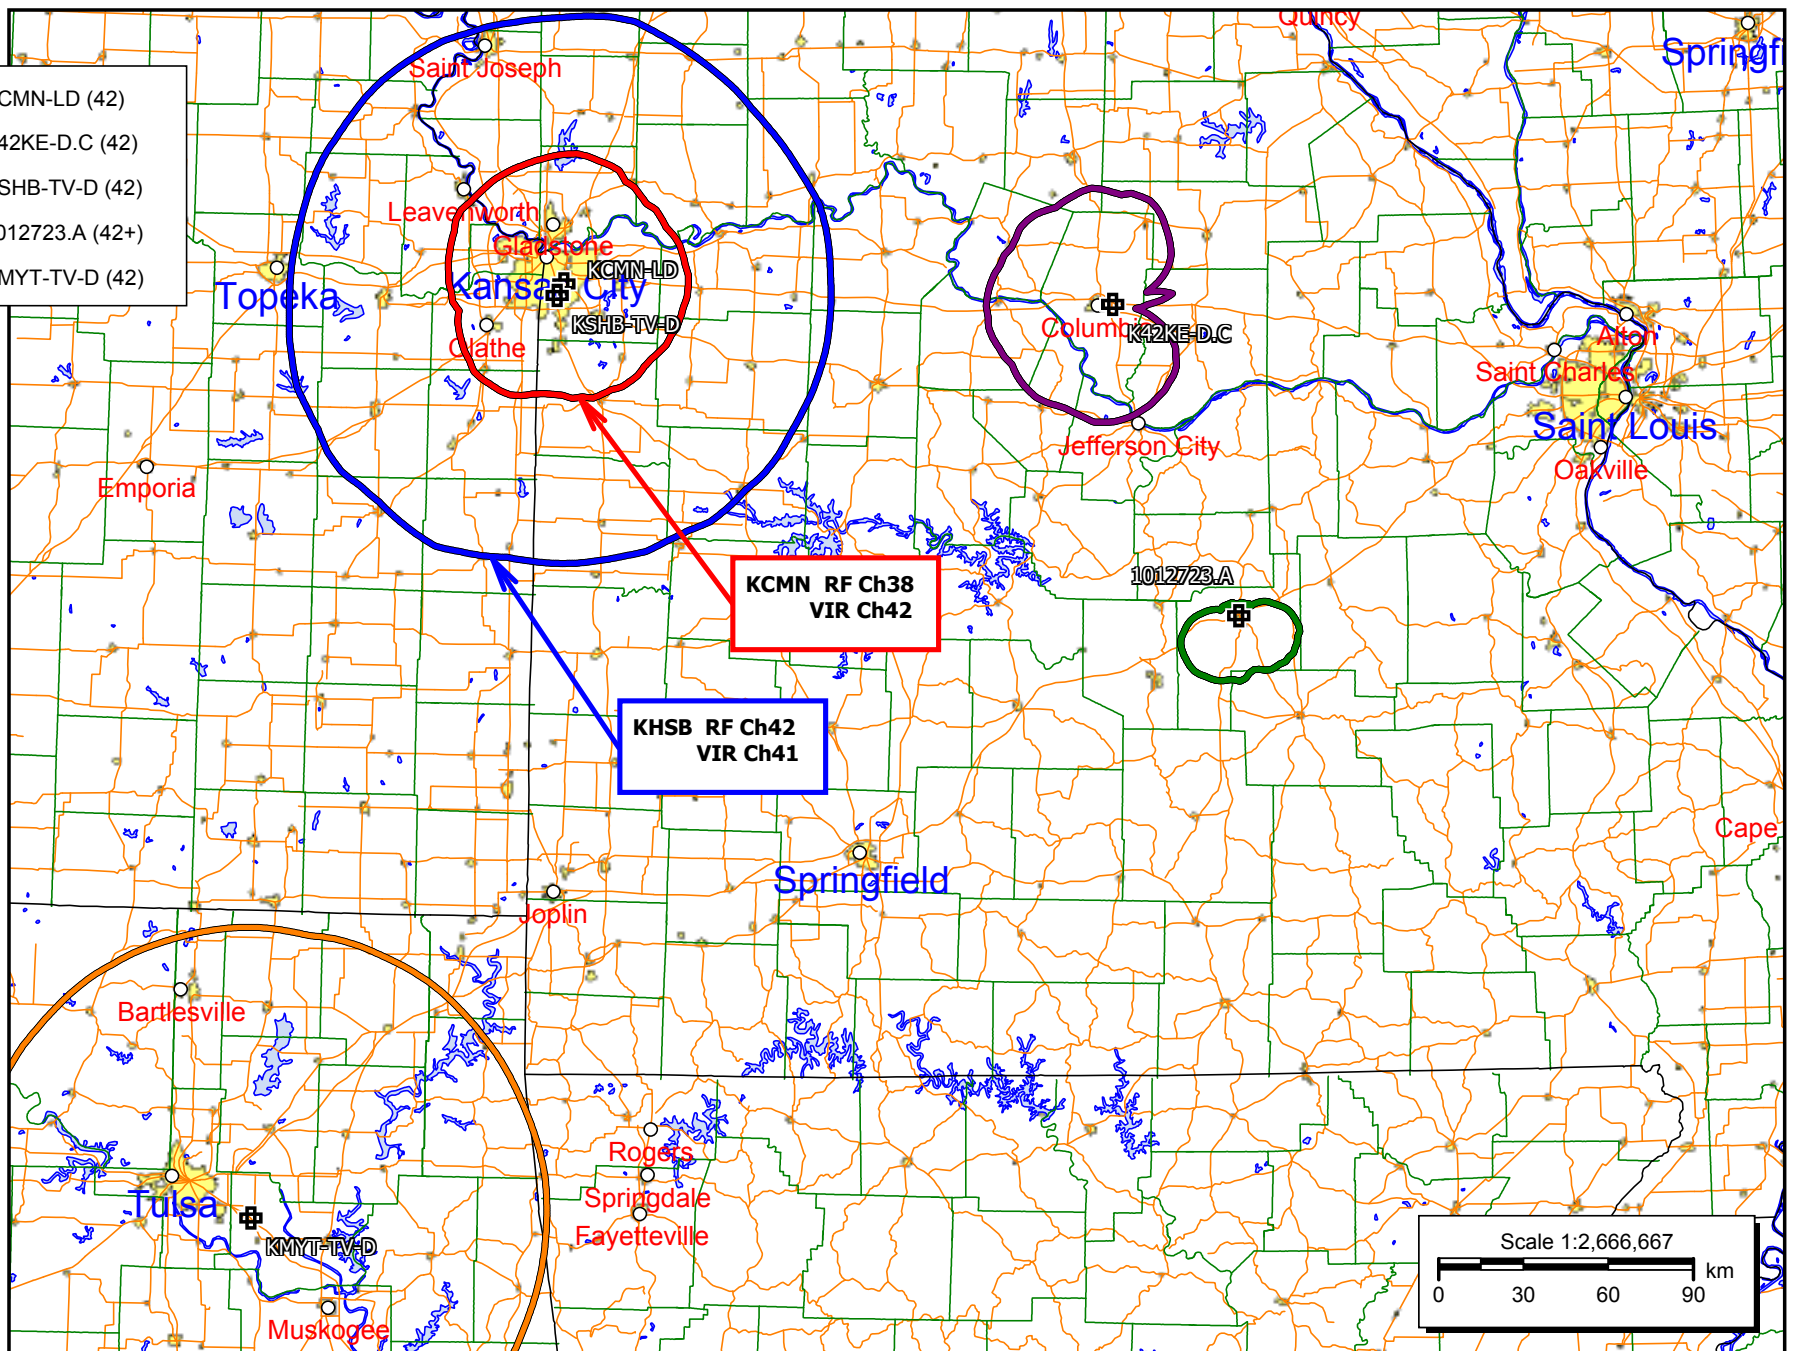 Quincy
Springfi
Saint Joseph
CMN-LD (42)
42KE-D.C (42)
SHB-TV-D (42)
012723.A (42+)
MYT-TV-D (42)
Leavenworth
Gladstone
KCMN-LD
Kansas City
Topeka
KSHB-TV-D
Olathe
Columbia
K42KE-D.C
Alton
Saint Charles
Saint Louis
Jefferson City
Oakville
Emporia
KCMN RF Ch38
VIR Ch42
1012723.A
KHSB RF Ch42
VIR Ch41
Cape
Springfield
Joplin
Bartlesville
Rogers
Springdale
Fayetteville
Tulsa
KMYT-TV-D
Muskogee
Scale 1:2,666,667
km
0 30 60 90